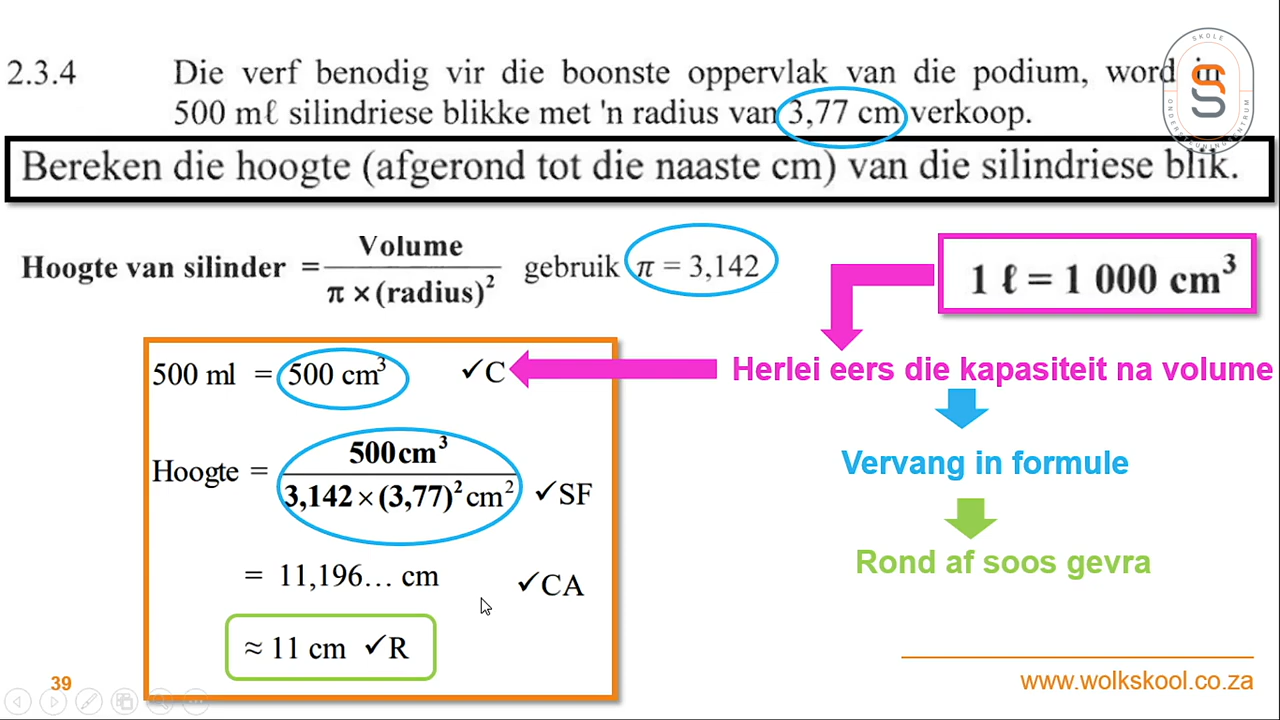 2.3.4 Die verf benodig vir die boonste oppervlak van die podium, word in
500 mℓ silindriese blikke met 'n radius van 3,77 cm verkoop.
SKOLE
ONDERSTEUNINGSENTRUM
Bereken die hoogte (afgerond tot die naaste cm) van die silindriese blik.
Hoogte van silinder = Volume / π × (radius)² gebruik π = 3,142
1 ℓ = 1 000 cm³
500 ml = 500 cm³ ✓C
Herlei eers die kapasiteit na volume
Hoogte = 500 cm³ / 3,142 × (3,77)² cm² ✓SF
Vervang in formule
= 11,196… cm ✓CA
Rond af soos gevra
≈ 11 cm ✓R
39
www.wolkskool.co.za